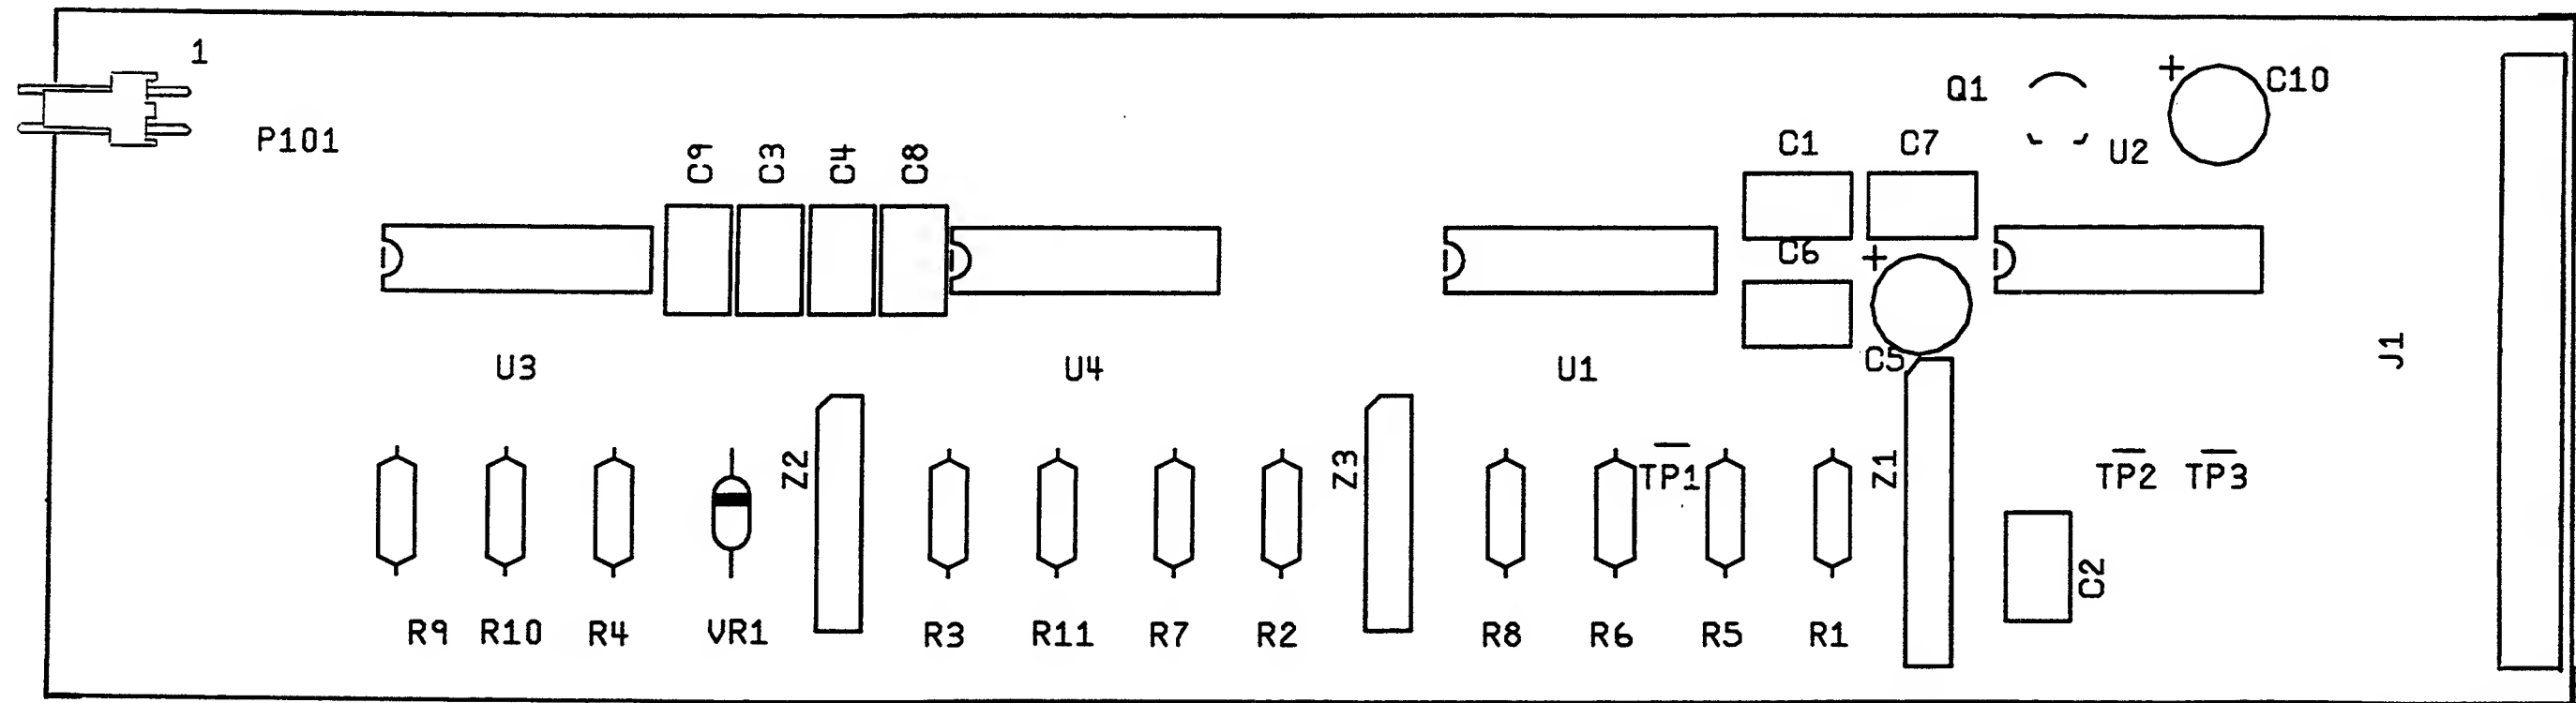 1
P101
Q1
+
C10
C9
C3
C4
C8
C1
C7
U2
C6
+
C5
U3
U4
U1
J1
Z2
Z3
TP1
Z1
TP2
TP3
C2
R9
R10
R4
VR1
R3
R11
R7
R2
R8
R6
R5
R1